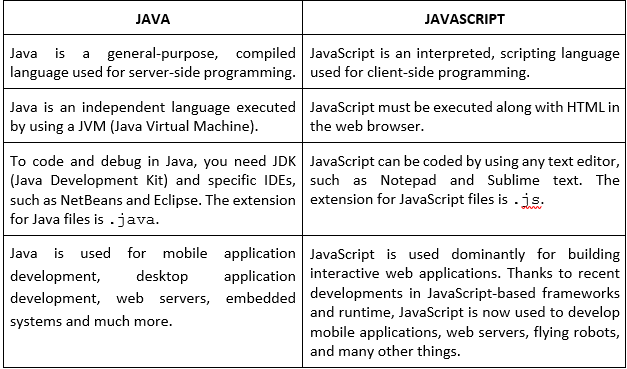 JAVA
JAVASCRIPT
Java is a general-purpose, compiled
language used for server-side programming.
JavaScript is an interpreted, scripting language
used for client-side programming.
Java is an independent language executed
by using a JVM (Java Virtual Machine).
JavaScript must be executed along with HTML in
the web browser.
To code and debug in Java, you need JDK
(Java Development Kit) and specific IDEs,
such as NetBeans and Eclipse. The extension
for Java files is .java.
JavaScript can be coded by using any text editor,
such as Notepad and Sublime text. The
extension for JavaScript files is .js.
Java is used for mobile application
development, desktop application
development, web servers, embedded
systems and much more.
JavaScript is used dominantly for building
interactive web applications. Thanks to recent
developments in JavaScript-based frameworks
and runtime, JavaScript is now used to develop
mobile applications, web servers, flying robots,
and many other things.